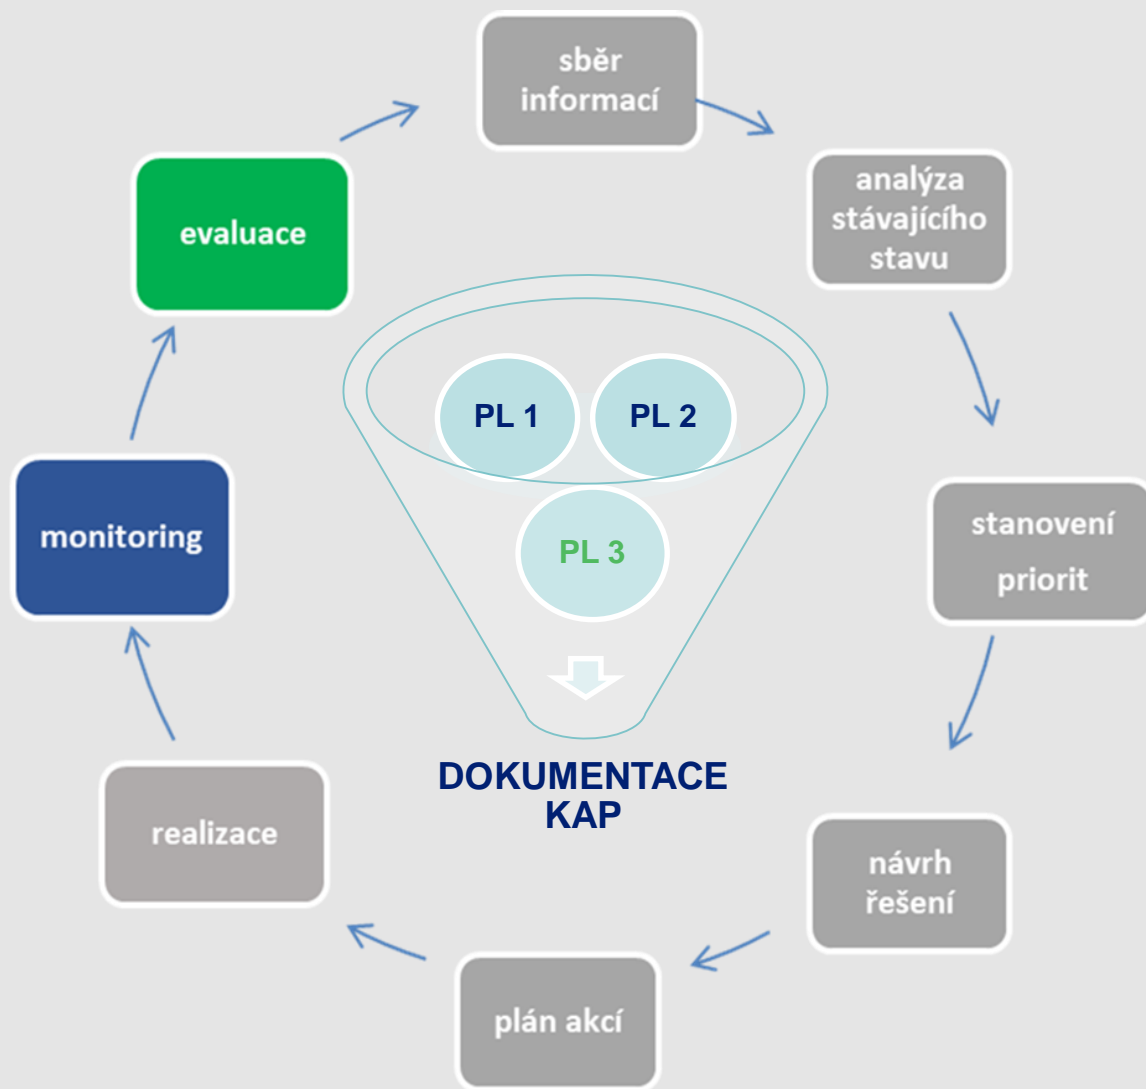 sběr
informací
analýza
stávajícího
stavu
stanovení
priorit
návrh
řešení
plán akcí
realizace
monitoring
evaluace
PL 1
PL 2
PL 3
DOKUMENTACE
KAP